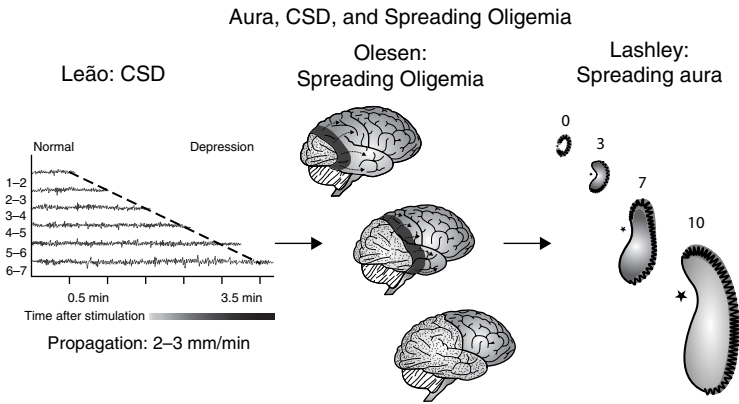 Aura, CSD, and Spreading Oligemia
Leão: CSD
Olesen:
Spreading Oligemia
Lashley:
Spreading aura
Normal
Depression
1–2
2–3
3–4
4–5
5–6
6–7
0.5 min
3.5 min
Time after stimulation
Propagation: 2–3 mm/min
0
3
7
10